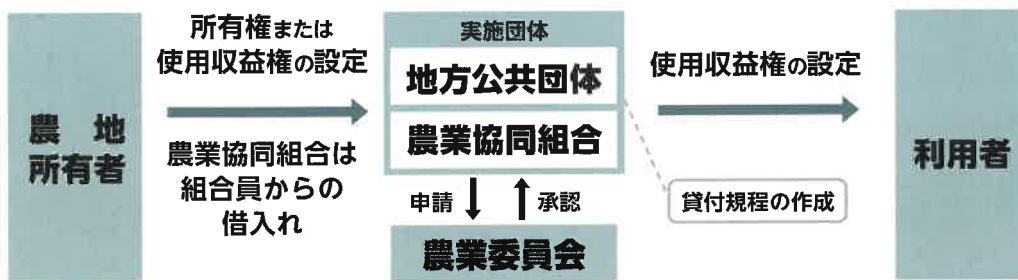 農地
所有者
所有権または
使用収益権の設定
農業協同組合は
組合員からの
借入れ
実施団体
地方公共団体
農業協同組合
申請
承認
農業委員会
使用収益権の設定
貸付規程の作成
利用者